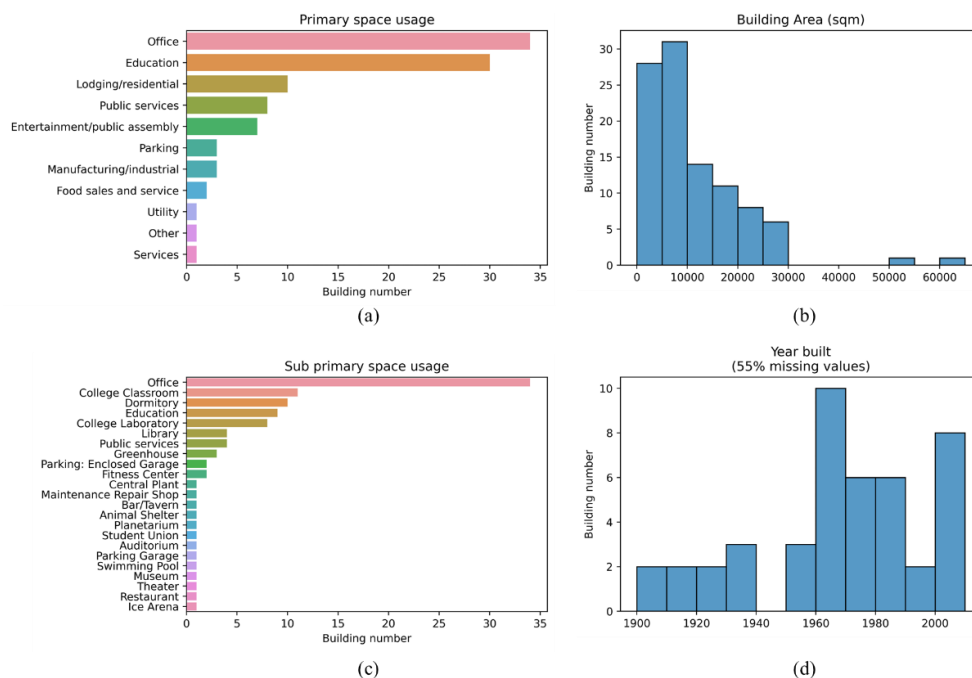 Primary space usage
Office
Education
Lodging/residential
Public services
Entertainment/public assembly
Parking
Manufacturing/industrial
Food sales and service
Utility
Other
Services
0 5 10 15 20 25 30 35
Building number
(a)
Building Area (sqm)
30
25
20
15
10
5
0
Building number
0 10000 20000 30000 40000 50000 60000
(b)
Sub primary space usage
Office
College Classroom
Dormitory
Education
College Laboratory
Library
Public services
Greenhouse
Parking: Enclosed Garage
Fitness Center
Central Plant
Maintenance Repair Shop
Bar/Tavern
Animal Shelter
Planetarium
Student Union
Auditorium
Parking Garage
Swimming Pool
Museum
Theater
Restaurant
Ice Arena
0 5 10 15 20 25 30 35
Building number
(c)
Year built
(55% missing values)
10
8
6
4
2
0
Building number
1900 1920 1940 1960 1980 2000
(d)